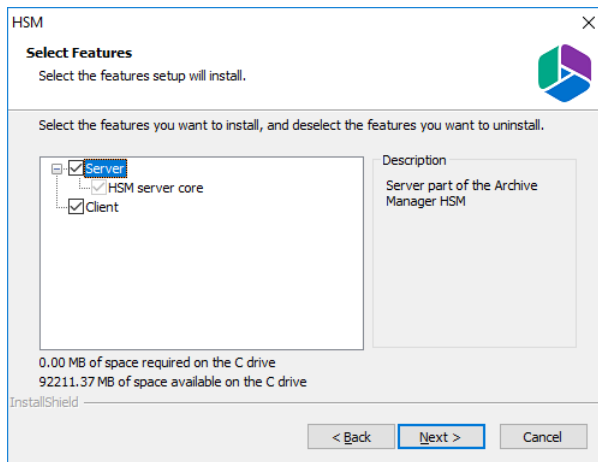 HSM
Select Features
Select the features setup will install.
Select the features you want to install, and deselect the features you want to uninstall.
Server
HSM server core
Client
Description
Server part of the Archive
Manager HSM
0.00 MB of space required on the C drive
92211.37 MB of space available on the C drive
InstallShield
< Back
Next >
Cancel